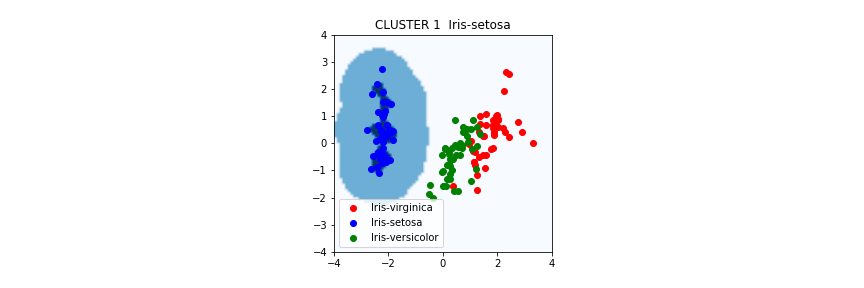 CLUSTER 1  Iris-setosa
4
3
2
1
0
−1
−2
−3
−4
Iris-virginica
Iris-setosa
Iris-versicolor
−4 −2 0 2 4